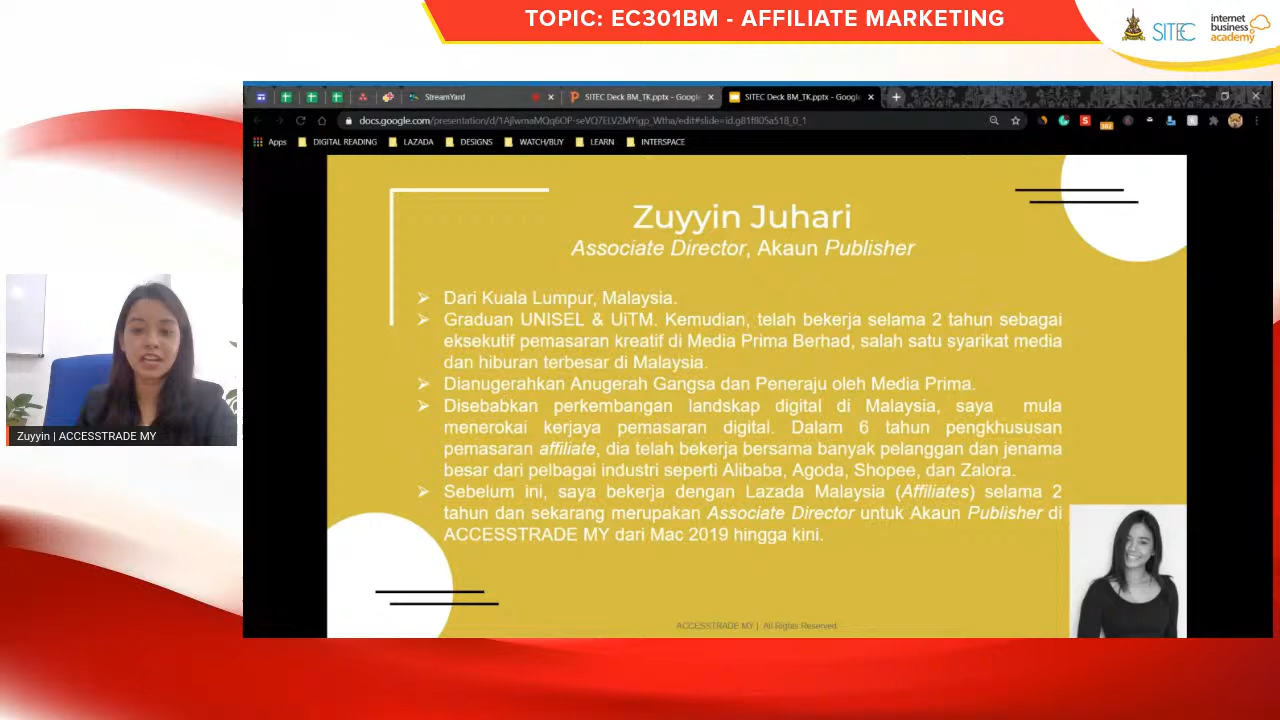 TOPIC: EC301BM - AFFILIATE MARKETING
SITEC
internet
business
academy
StreamYard
SITEC Deck BM_TK.pptx - Google
SITEC Deck BM_TK.pptx - Google
Apps
DIGITAL READING
LAZADA
DESIGNS
WATCH/BUY
LEARN
INTERSPACE
Zuyyin Juhari
Associate Director, Akaun Publisher
Dari Kuala Lumpur, Malaysia.
Graduan UNISEL & UiTM. Kemudian, telah bekerja selama 2 tahun sebagai
eksekutif pemasaran kreatif di Media Prima Berhad, salah satu syarikat media
dan hiburan terbesar di Malaysia.
Dianugerahkan Anugerah Gangsa dan Peneraju oleh Media Prima.
Disebabkan perkembangan landskap digital di Malaysia, saya mula
menerokai kerjaya pemasaran digital. Dalam 6 tahun pengkhususan
pemasaran affiliate, dia telah bekerja bersama banyak pelanggan dan jenama
besar dari pelbagai industri seperti Alibaba, Agoda, Shopee, dan Zalora.
Sebelum ini, saya bekerja dengan Lazada Malaysia (Affiliates) selama 2
tahun dan sekarang merupakan Associate Director untuk Akaun Publisher di
ACCESSTRADE MY dari Mac 2019 hingga kini.
ACCESSTRADE MY | All Rights Reserved.
Zuyyin | ACCESSTRADE MY